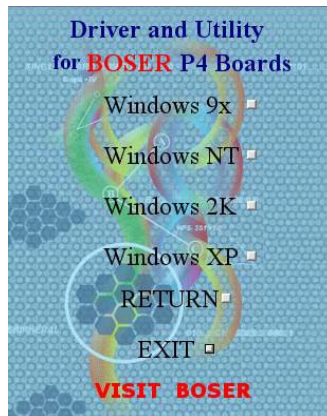 Driver and Utility
for BOSER P4 Boards
Windows 9x
Windows NT
Windows 2K
Windows XP
RETURN
EXIT
VISIT BOSER